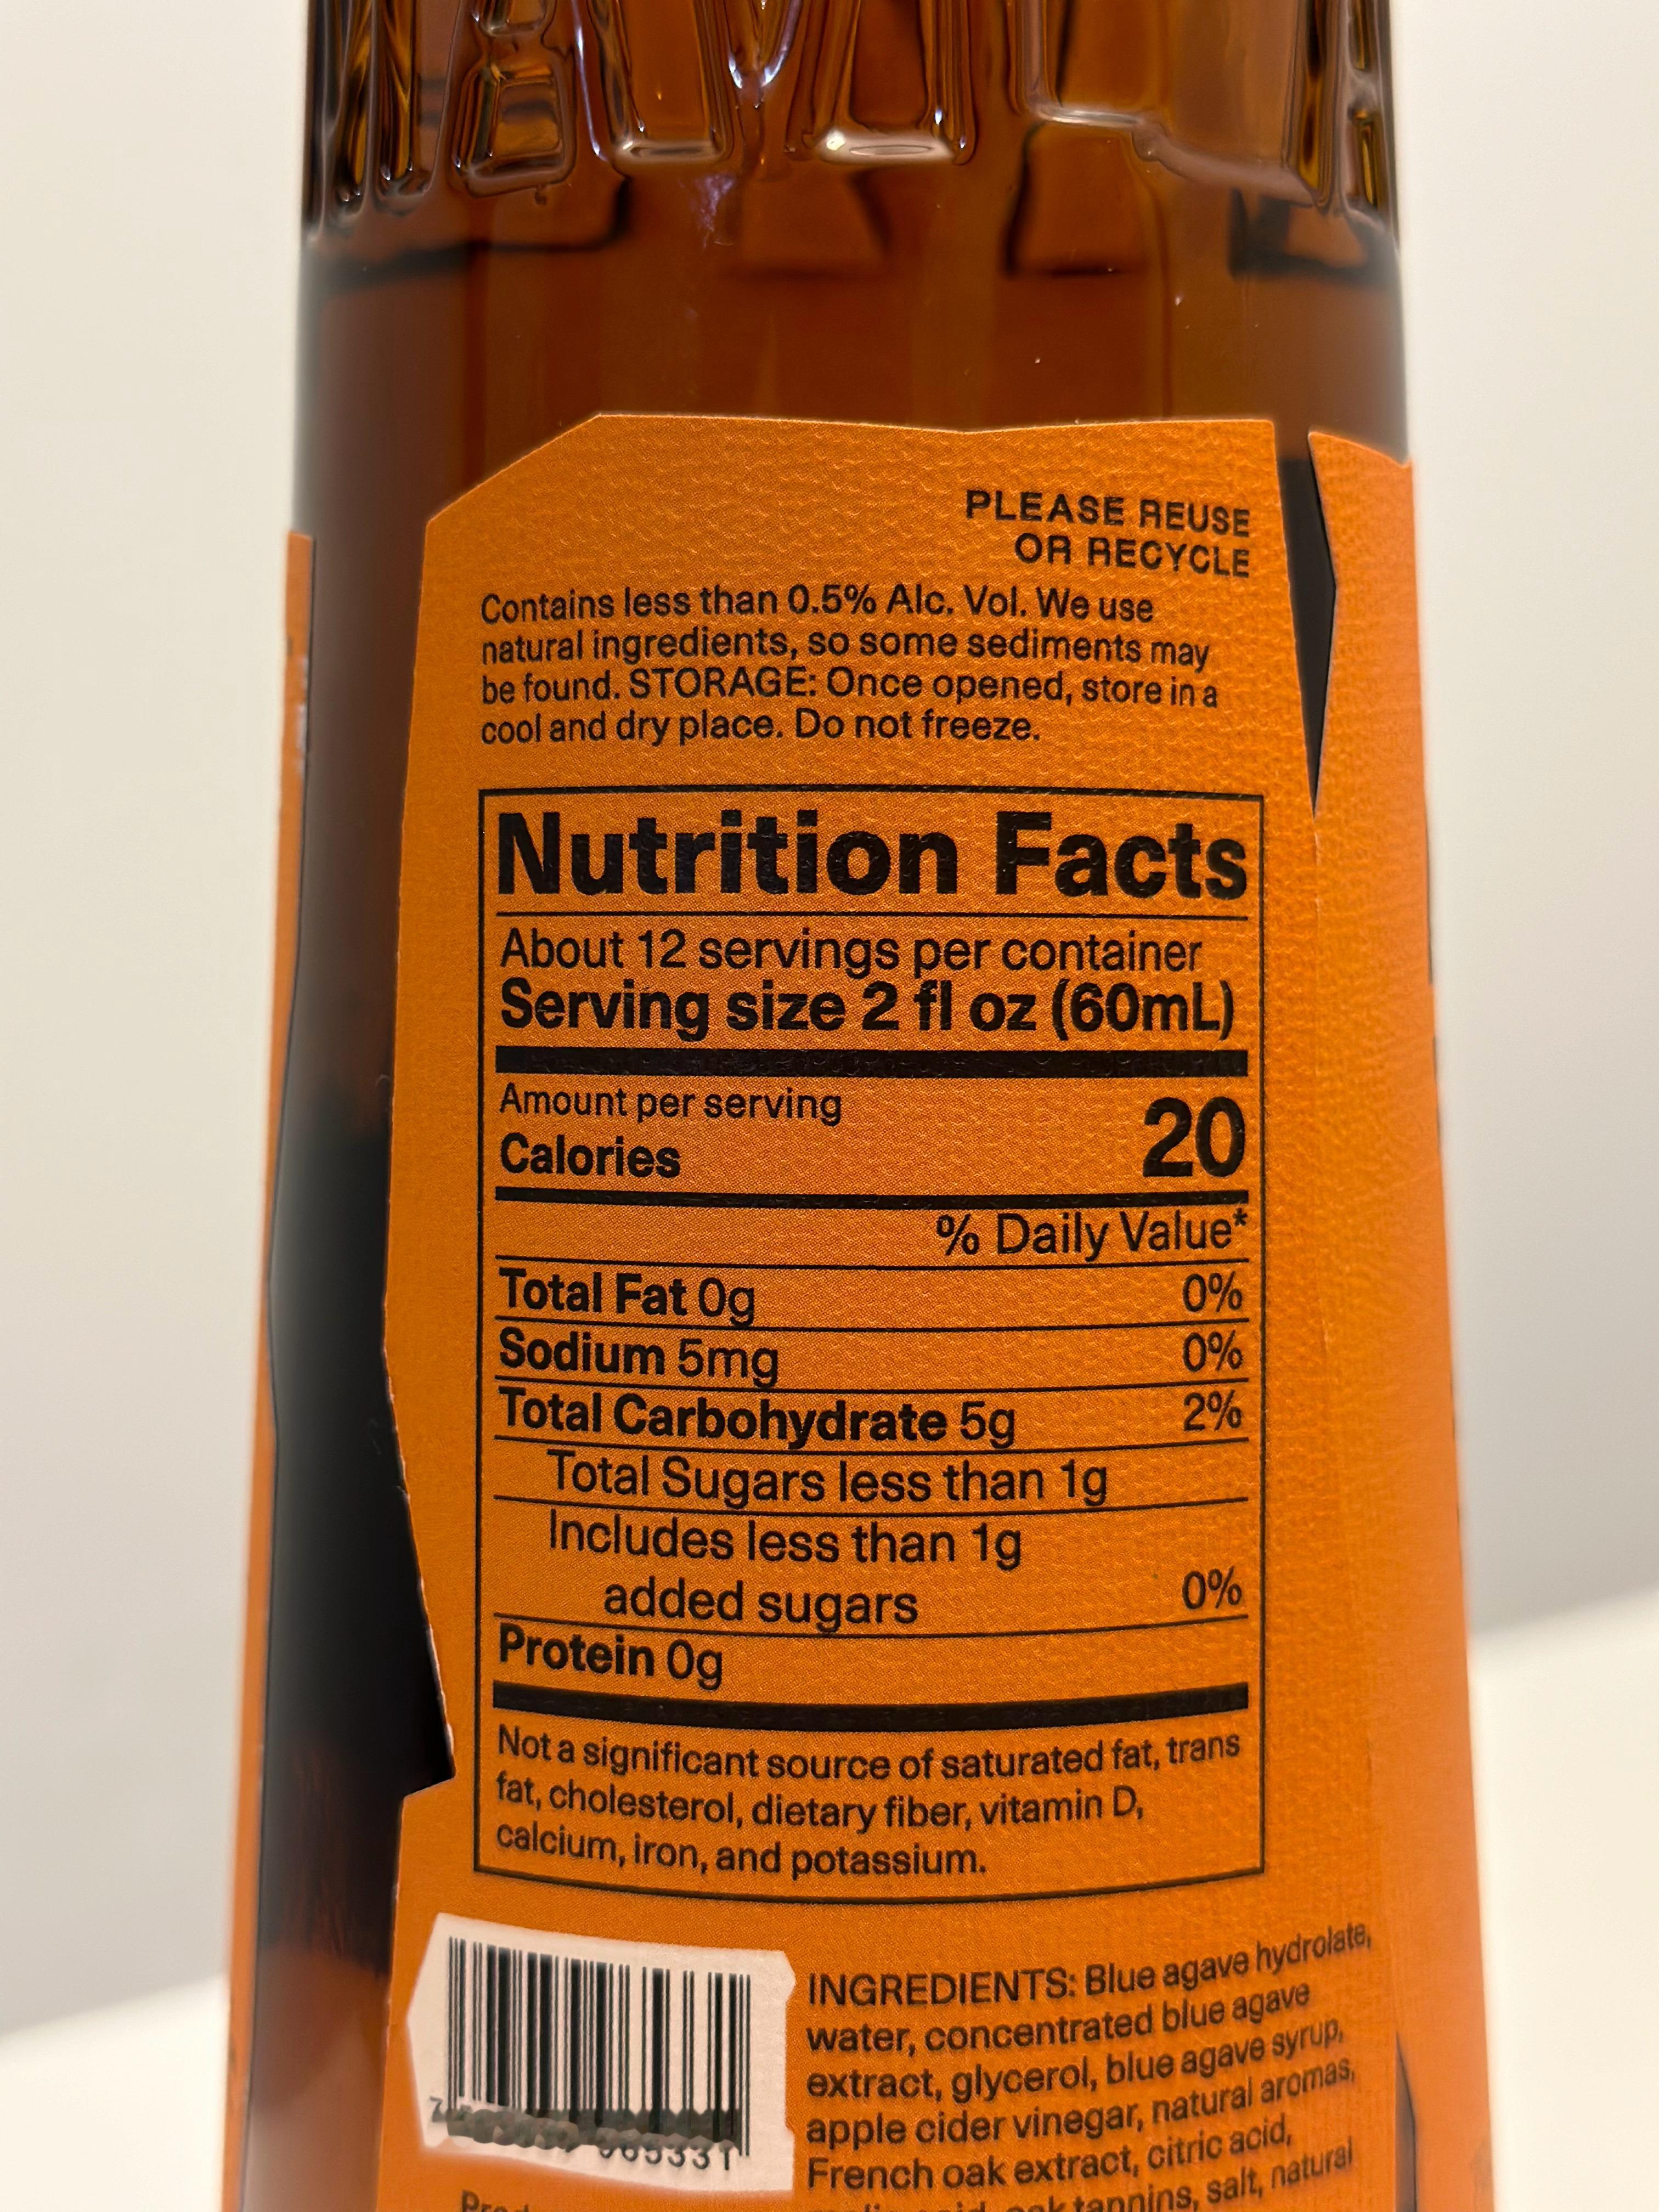 PLEASE REUSE
OR RECYCLE
Contains less than 0.5% Alc. Vol. We use
natural ingredients, so some sediments may
be found. STORAGE: Once opened, store in a
cool and dry place. Do not freeze.
Nutrition Facts
About 12 servings per container
Serving size 2 fl oz (60mL)
Amount per serving
Calories 20
% Daily Value*
Total Fat 0g 0%
Sodium 5mg 0%
Total Carbohydrate 5g 2%
Total Sugars less than 1g
Includes less than 1g
added sugars 0%
Protein 0g
Not a significant source of saturated fat, trans
fat, cholesterol, dietary fiber, vitamin D,
calcium, iron, and potassium.
INGREDIENTS: Blue agave hydrolate,
water, concentrated blue agave
extract, glycerol, blue agave syrup,
apple cider vinegar, natural aromas,
French oak extract, citric acid,
oak tannins, salt, natural